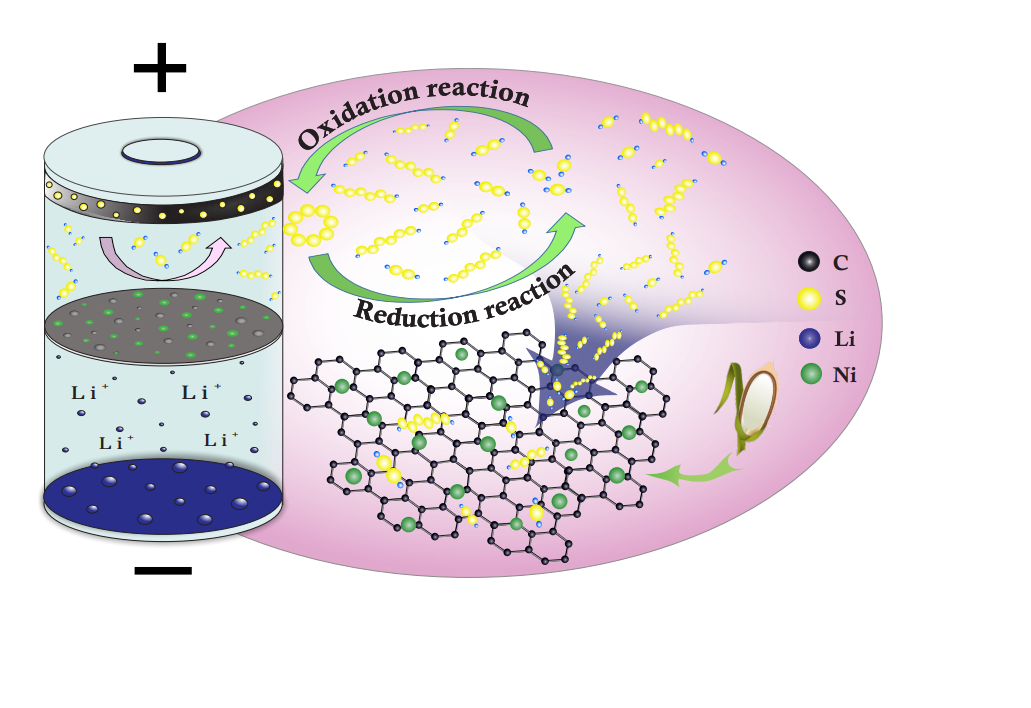 +
Oxidation reaction
Reduction reaction
C
S
Li
Ni
Li⁺
Li⁺
Li⁺
Li⁺
—